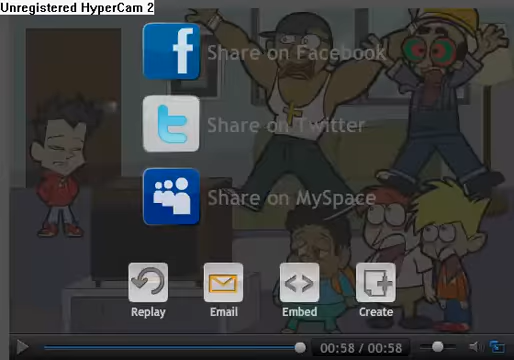 Unregistered HyperCam 2
Share on Facebook
Share on Twitter
Share on MySpace
Replay Email Embed Create
00:58 / 00:58